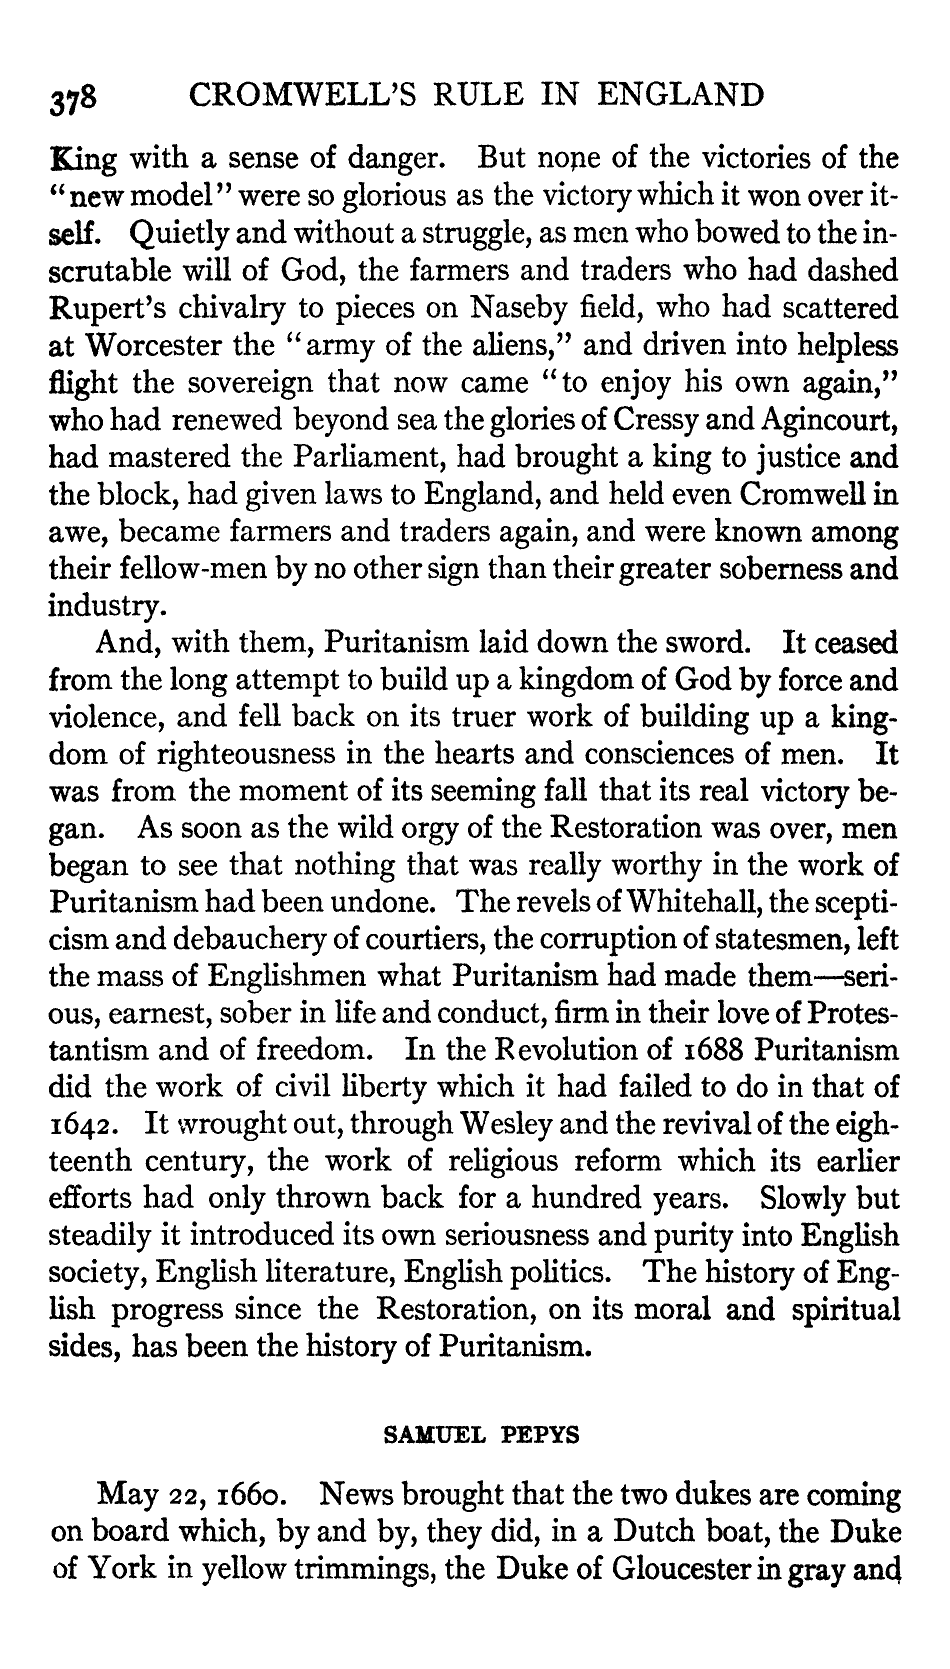 378 CROMWELL'S RULE IN ENGLAND
King with a sense of danger. But none of the victories of the
"new model" were so glorious as the victory which it won over it-
self. Quietly and without a struggle, as men who bowed to the in-
scrutable will of God, the farmers and traders who had dashed
Rupert's chivalry to pieces on Naseby field, who had scattered
at Worcester the "army of the aliens," and driven into helpless
flight the sovereign that now came "to enjoy his own again,"
who had renewed beyond sea the glories of Cressy and Agincourt,
had mastered the Parliament, had brought a king to justice and
the block, had given laws to England, and held even Cromwell in
awe, became farmers and traders again, and were known among
their fellow-men by no other sign than their greater soberness and
industry.
And, with them, Puritanism laid down the sword. It ceased
from the long attempt to build up a kingdom of God by force and
violence, and fell back on its truer work of building up a king-
dom of righteousness in the hearts and consciences of men. It
was from the moment of its seeming fall that its real victory be-
gan. As soon as the wild orgy of the Restoration was over, men
began to see that nothing that was really worthy in the work of
Puritanism had been undone. The revels of Whitehall, the scepti-
cism and debauchery of courtiers, the corruption of statesmen, left
the mass of Englishmen what Puritanism had made them—seri-
ous, earnest, sober in life and conduct, firm in their love of Protes-
tantism and of freedom. In the Revolution of 1688 Puritanism
did the work of civil liberty which it had failed to do in that of
1642. It wrought out, through Wesley and the revival of the eigh-
teenth century, the work of religious reform which its earlier
efforts had only thrown back for a hundred years. Slowly but
steadily it introduced its own seriousness and purity into English
society, English literature, English politics. The history of Eng-
lish progress since the Restoration, on its moral and spiritual
sides, has been the history of Puritanism.
SAMUEL PEPYS
May 22, 1660. News brought that the two dukes are coming
on board which, by and by, they did, in a Dutch boat, the Duke
of York in yellow trimmings, the Duke of Gloucester in gray and